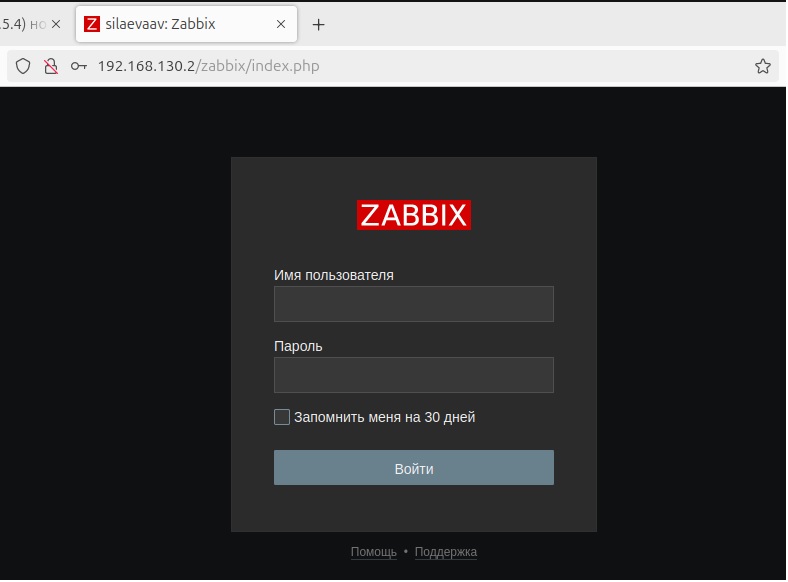 .5.4) но
Z silaevaav: Zabbix
192.168.130.2/zabbix/index.php
ZABBIX
Имя пользователя
Пароль
Запомнить меня на 30 дней
Войти
Помощь • Поддержка